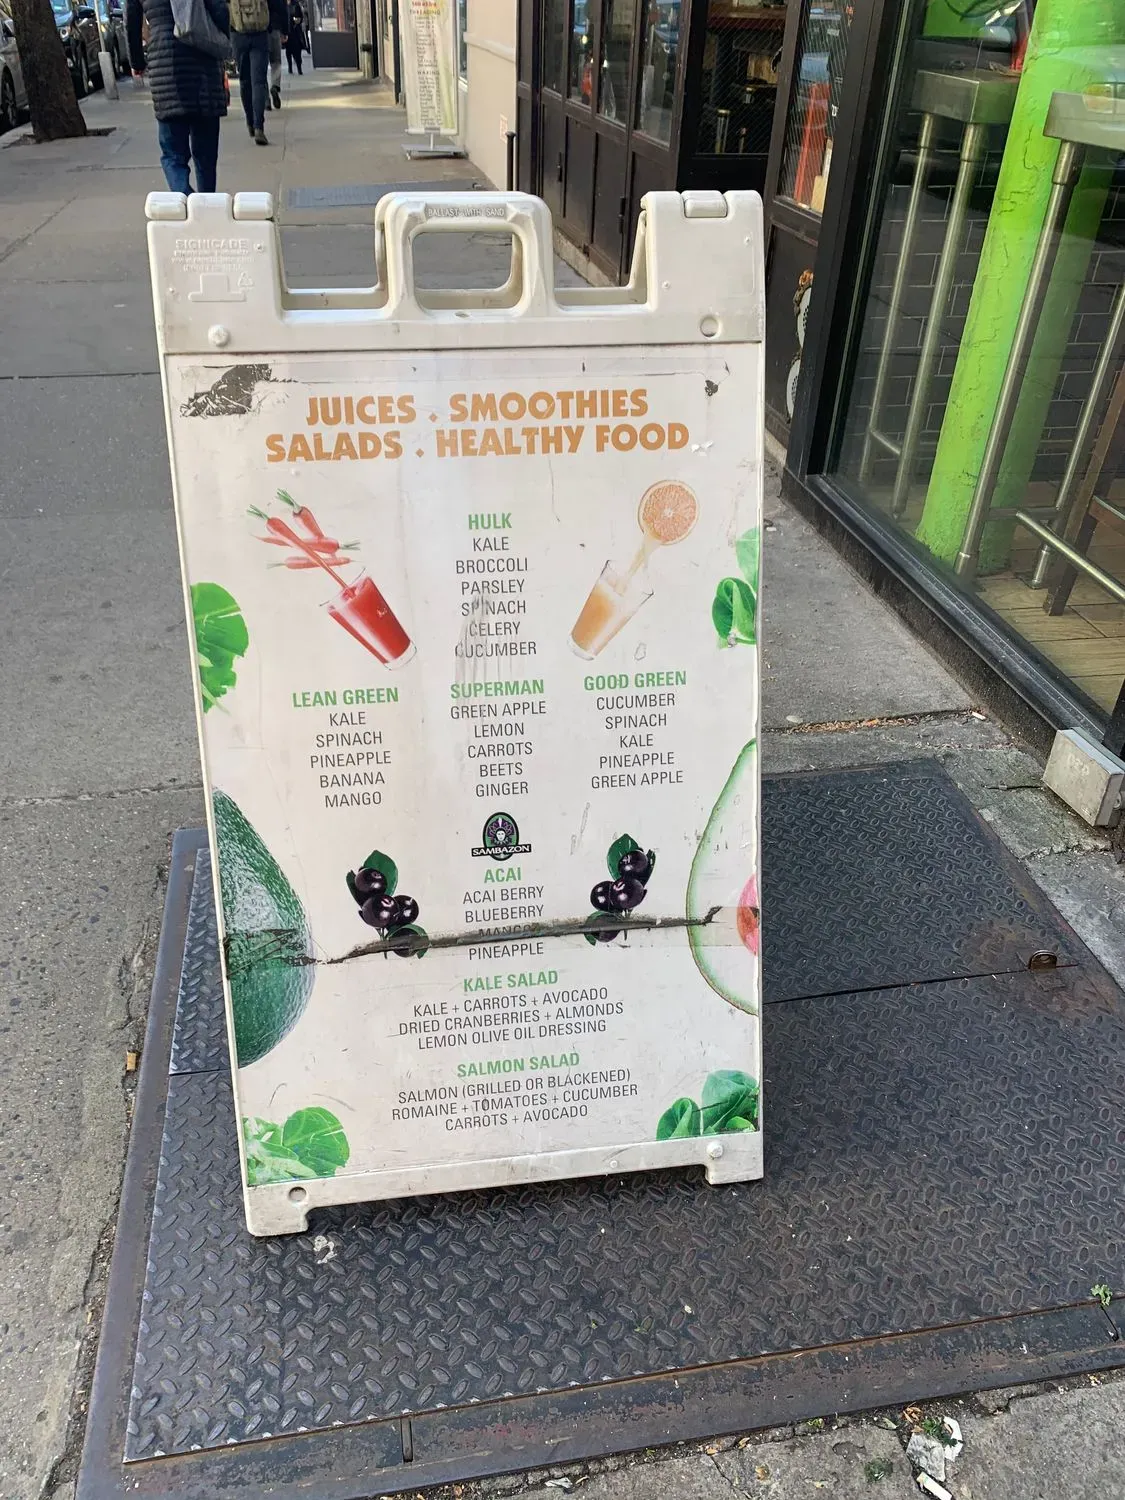 BALLAST WITH SAND
SIGNICADE
JUICES . SMOOTHIES
SALADS . HEALTHY FOOD
HULK
KALE
BROCCOLI
PARSLEY
SPINACH
CELERY
CUCUMBER
LEAN GREEN
KALE
SPINACH
PINEAPPLE
BANANA
MANGO
SUPERMAN
GREEN APPLE
LEMON
CARROTS
BEETS
GINGER
GOOD GREEN
CUCUMBER
SPINACH
KALE
PINEAPPLE
GREEN APPLE
SAMBAZON
ACAI
ACAI BERRY
BLUEBERRY
MANGO
PINEAPPLE
KALE SALAD
KALE + CARROTS + AVOCADO
DRIED CRANBERRIES + ALMONDS
LEMON OLIVE OIL DRESSING
SALMON SALAD
SALMON (GRILLED OR BLACKENED)
ROMAINE + TOMATOES + CUCUMBER
CARROTS + AVOCADO